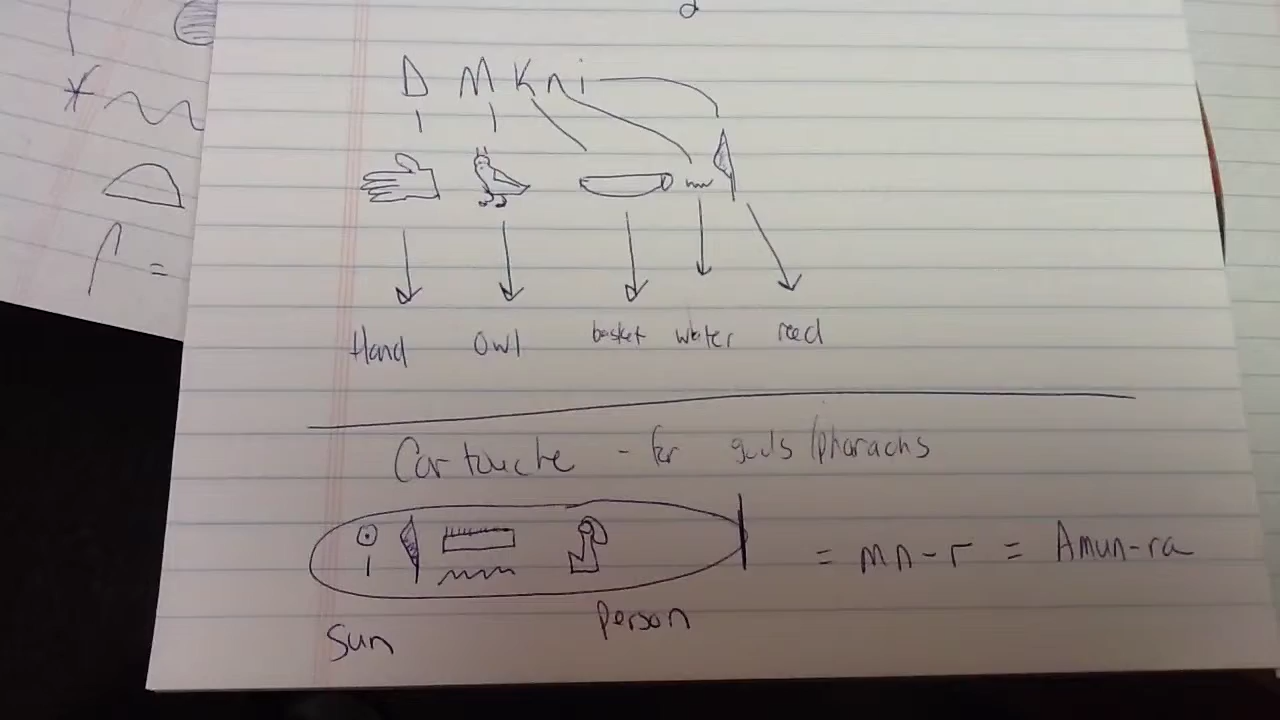 D M K n i
Hand owl basket water reed
Cartouche - for gods/pharaohs
= mn-r = Amun-ra
Sun person